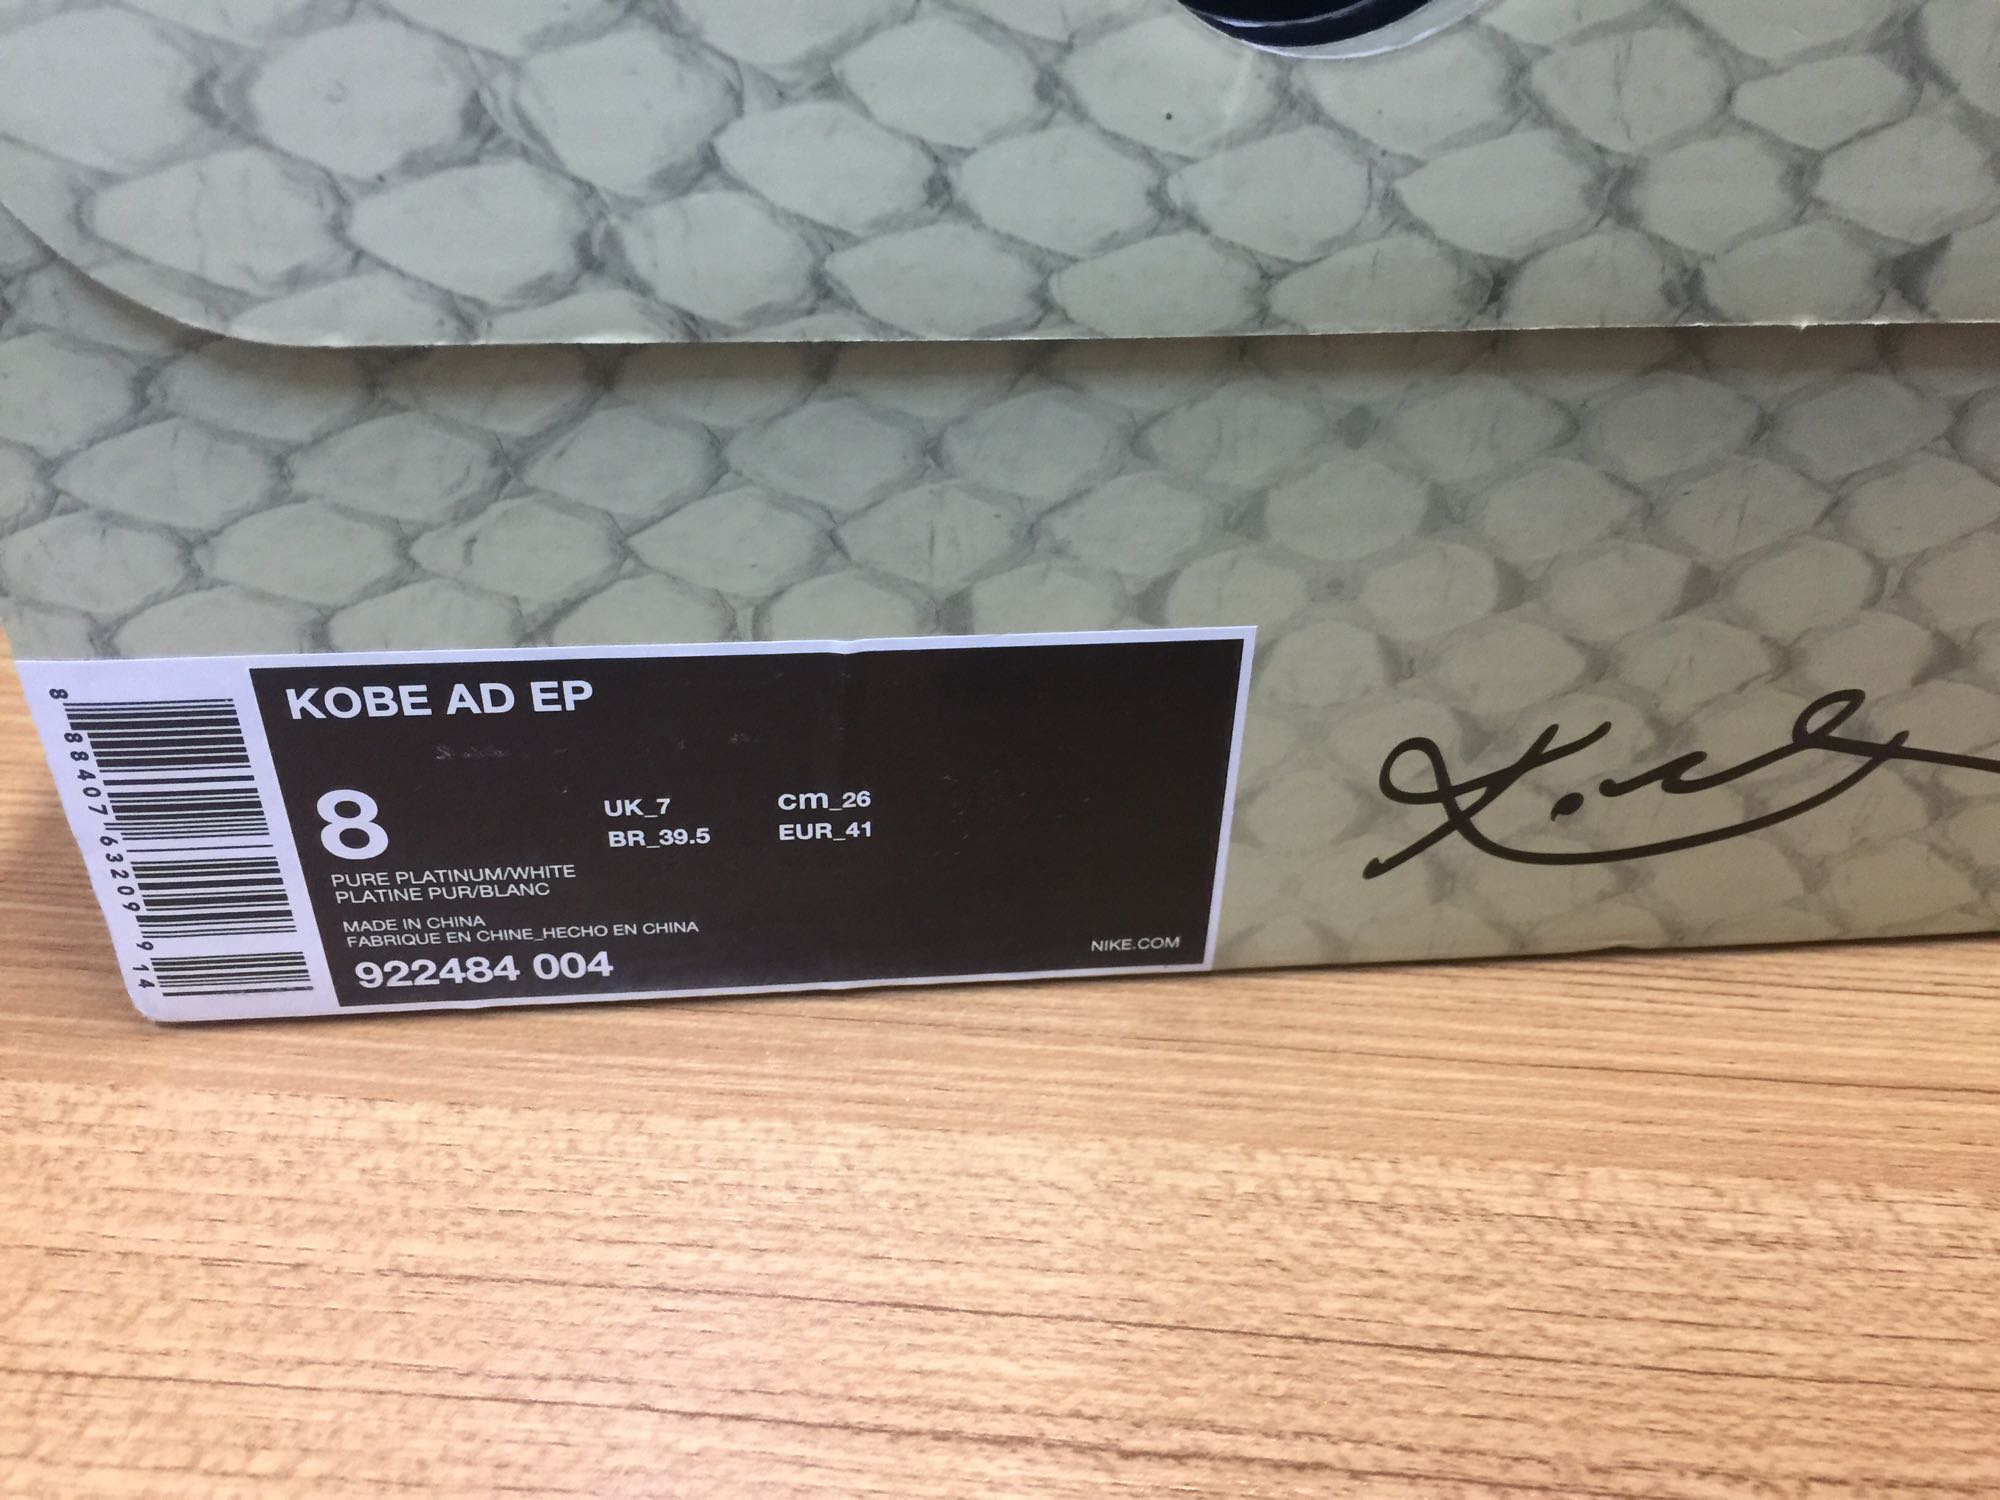 KOBE AD EP
8
UK_7 cm_26
BR_39.5 EUR_41
PURE PLATINUM/WHITE
PLATINE PUR/BLANC
MADE IN CHINA
FABRIQUE EN CHINE_HECHO EN CHINA
922484 004
NIKE.COM
8 88407 63209 9 14